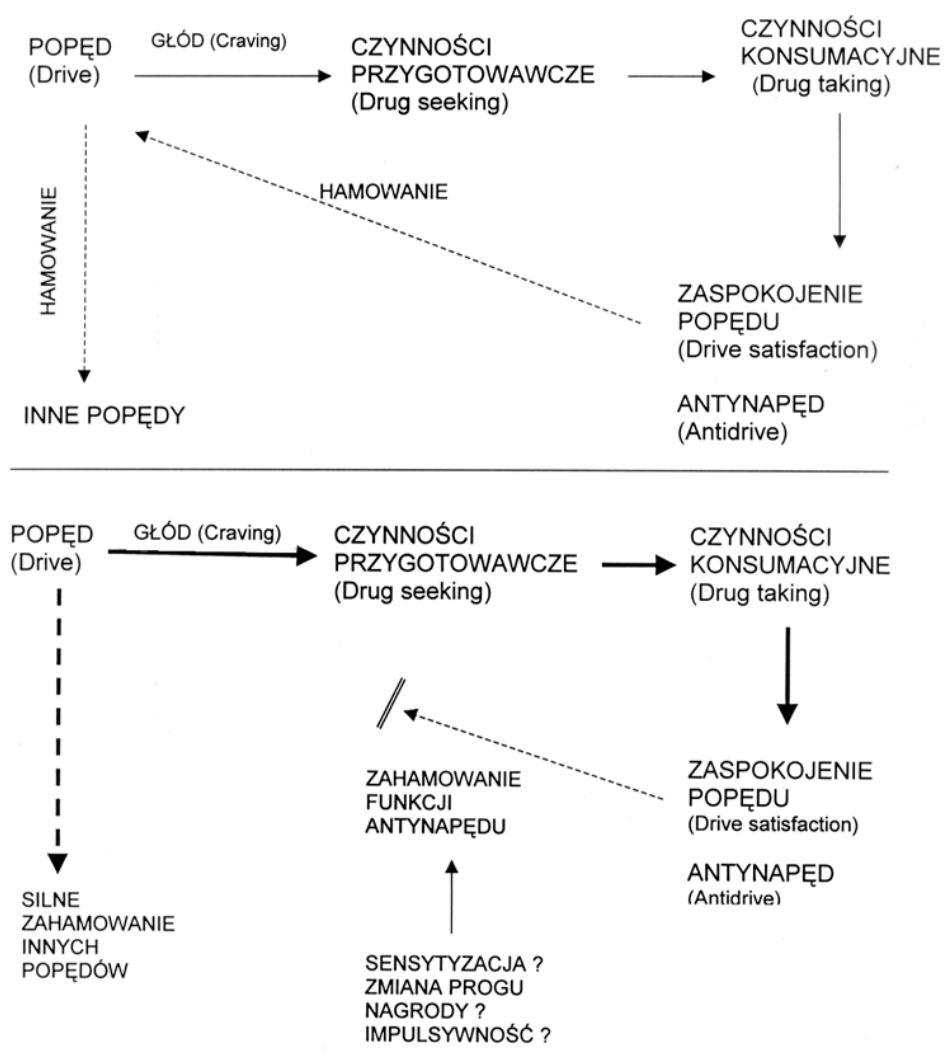 POPĘD
(Drive)
GŁÓD (Craving)
CZYNNOŚCI
PRZYGOTOWAWCZE
(Drug seeking)
CZYNNOŚCI
KONSUMACYJNE
(Drug taking)
HAMOWANIE
HAMOWANIE
ZASPOKOJENIE
POPĘDU
(Drive satisfaction)
INNE POPĘDY
ANTYNAPĘD
(Antidrive)
POPĘD
(Drive)
GŁÓD (Craving)
CZYNNOŚCI
PRZYGOTOWAWCZE
(Drug seeking)
CZYNNOŚCI
KONSUMACYJNE
(Drug taking)
ZAHAMOWANIE
FUNKCJI
ANTYNAPĘDU
ZASPOKOJENIE
POPĘDU
(Drive satisfaction)
ANTYNAPĘD
(Antidrive)
SILNE
ZAHAMOWANIE
INNYCH
POPĘDÓW
SENSYTYZACJA ?
ZMIANA PROGU
NAGRODY ?
IMPULSYWNOŚĆ ?